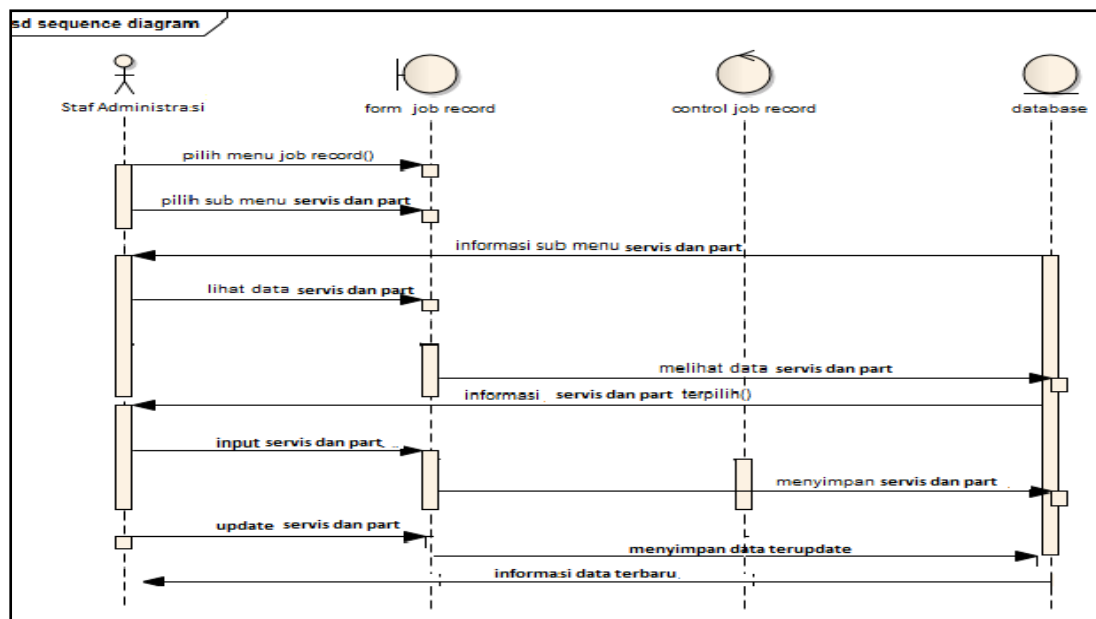 sd sequence diagram
Staf Administrasi
form job record
control job record
database
pilih menu job record()
pilih sub menu servis dan part
informasi sub menu servis dan part
lihat data servis dan part
melihat data servis dan part
informasi servis dan part terpilih()
input servis dan part
menyimpan servis dan part
update servis dan part
menyimpan data terupdate
informasi data terbaru